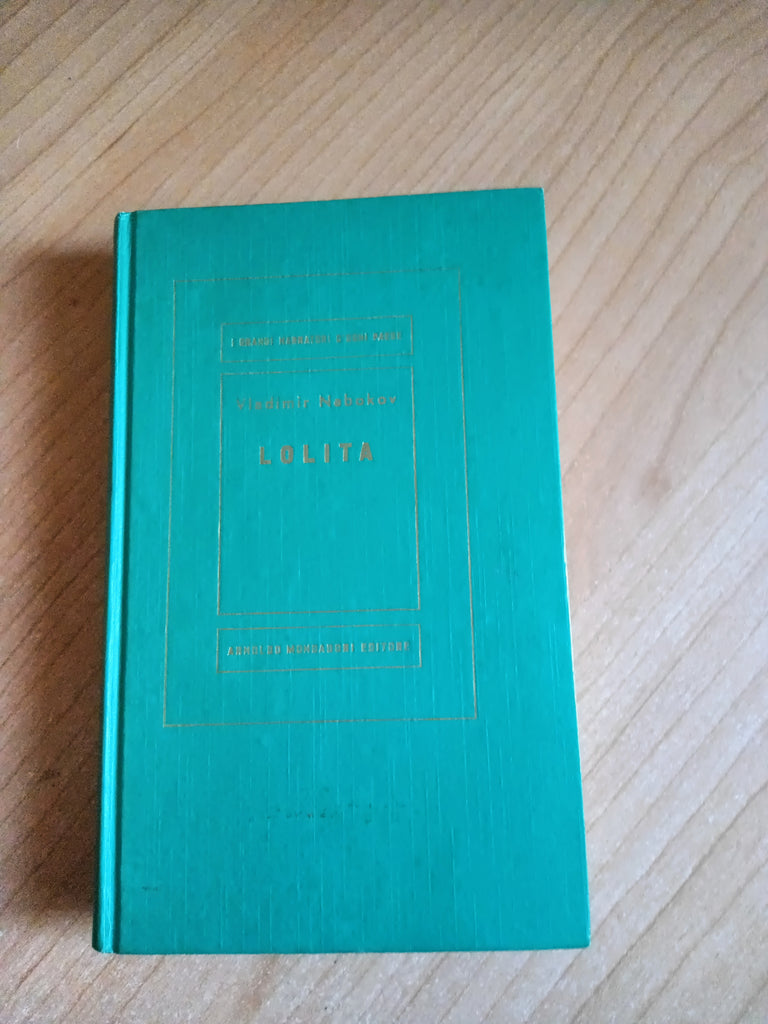 I GRANDI NARRATORI D'OGNI PAESE
Vladimir Nabokov
LOLITA
ARNOLDO MONDADORI EDITORE